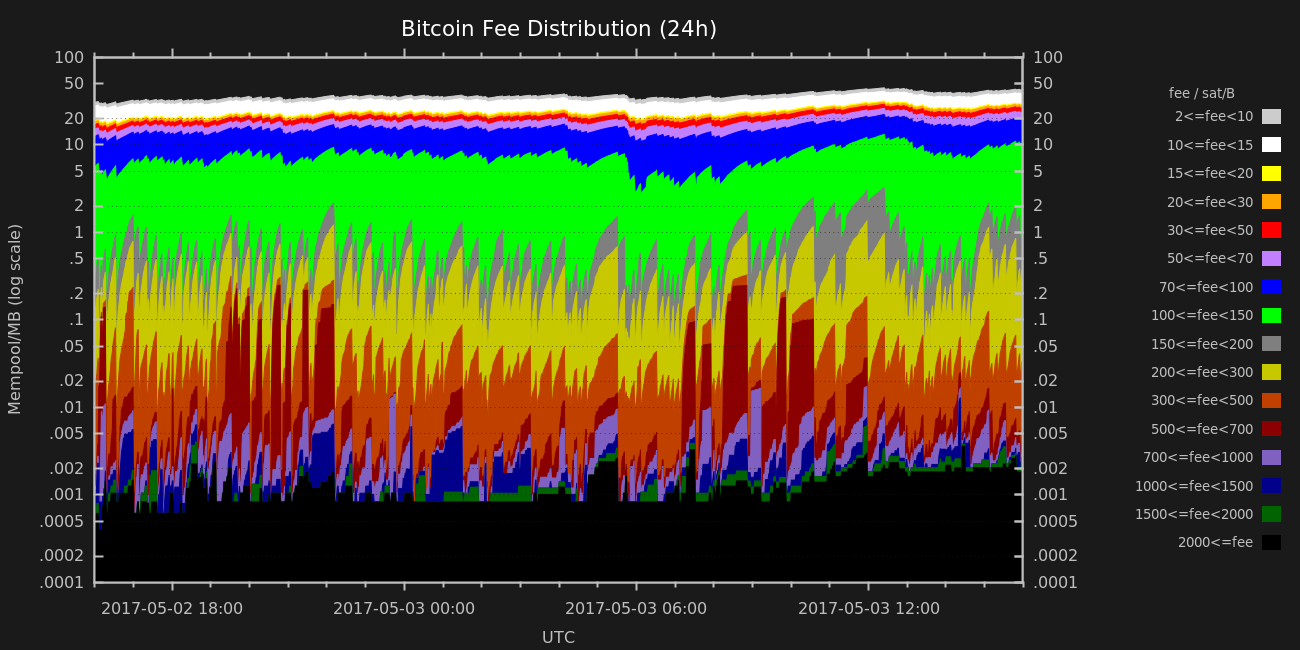 Bitcoin Fee Distribution (24h)
100
50
20
10
5
2
1
.5
.2
.1
.05
.02
.01
.005
.002
.001
.0005
.0002
.0001
Mempool/MB (log scale)
100
50
20
10
5
2
1
.5
.2
.1
.05
.02
.01
.005
.002
.001
.0005
.0002
.0001
2017-05-02 18:00
2017-05-03 00:00
2017-05-03 06:00
2017-05-03 12:00
UTC
fee / sat/B
2<=fee<10
10<=fee<15
15<=fee<20
20<=fee<30
30<=fee<50
50<=fee<70
70<=fee<100
100<=fee<150
150<=fee<200
200<=fee<300
300<=fee<500
500<=fee<700
700<=fee<1000
1000<=fee<1500
1500<=fee<2000
2000<=fee